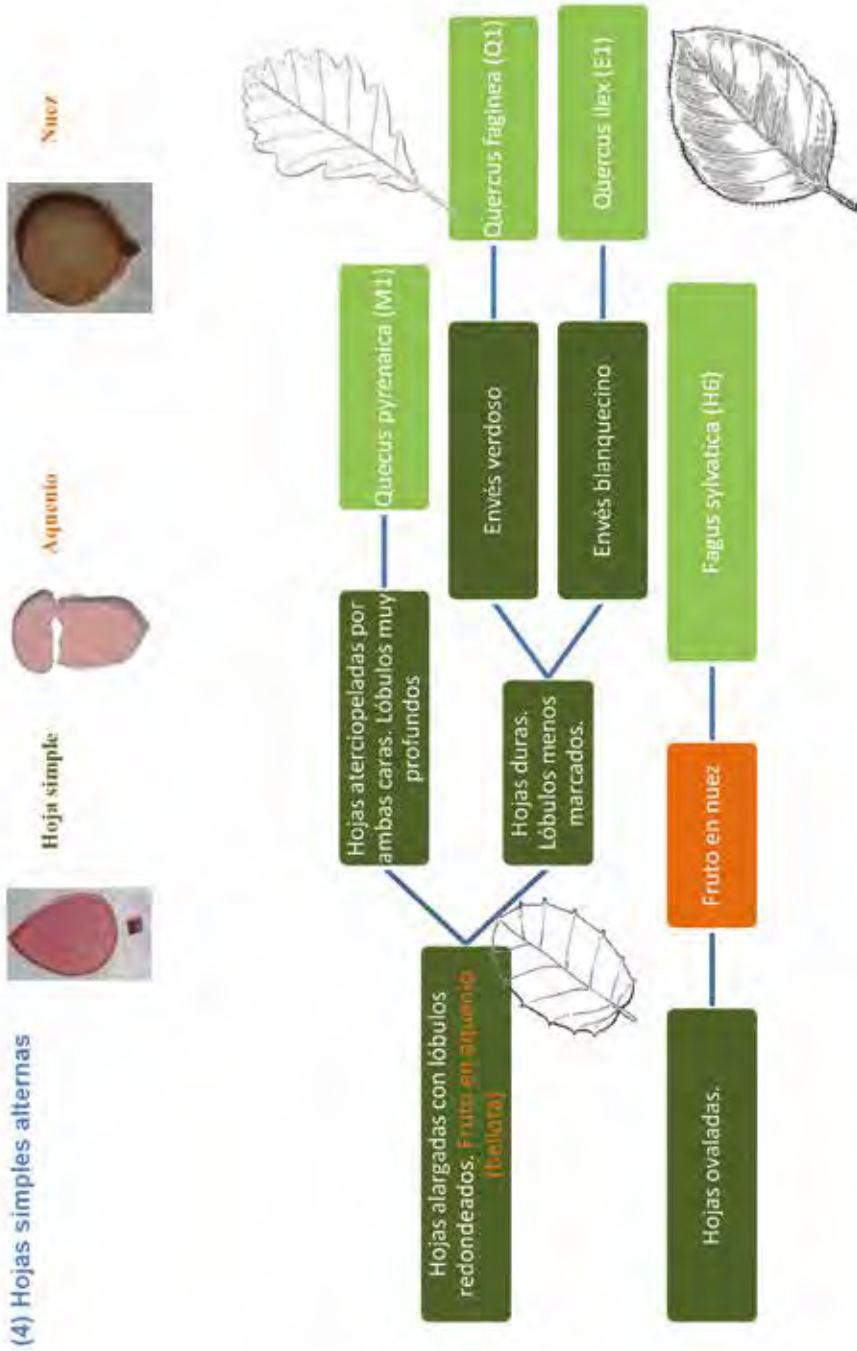 (4) Hojas simples alternas
Hoja simple
Aquenio
Nuez
Hojas alargadas con lóbulos
redondeados. Fruto en aquenio
(bellota)
Hojas aterciopeladas por
ambas caras. Lóbulos muy
profundos
Quecus pyrenaica (M1)
Hojas duras.
Lóbulos menos
marcados.
Envés verdoso
Quercus faginea (Q1)
Envés blanquecino
Quercus ilex (E1)
Hojas ovaladas.
Fruto en nuez
Fagus sylvatica (H6)